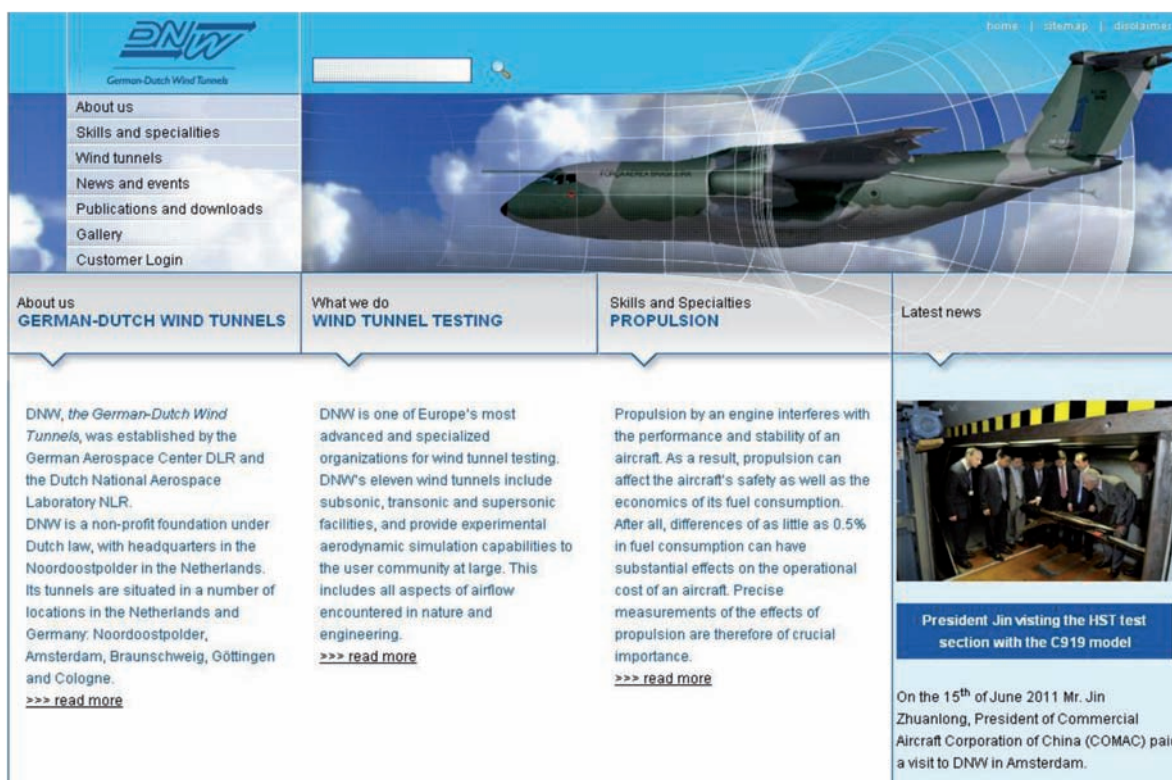 DNW
German-Dutch Wind Tunnels
home | sitemap | disclaimer
About us
Skills and specialities
Wind tunnels
News and events
Publications and downloads
Gallery
Customer Login
FORÇA AEREA BRASILEIRA
About us
GERMAN-DUTCH WIND TUNNELS
DNW, the German-Dutch Wind
Tunnels, was established by the
German Aerospace Center DLR and
the Dutch National Aerospace
Laboratory NLR.
DNW is a non-profit foundation under
Dutch law, with headquarters in the
Noordoostpolder in the Netherlands.
Its tunnels are situated in a number of
locations in the Netherlands and
Germany: Noordoostpolder,
Amsterdam, Braunschweig, Göttingen
and Cologne.
>>> read more
What we do
WIND TUNNEL TESTING
DNW is one of Europe's most
advanced and specialized
organizations for wind tunnel testing.
DNW's eleven wind tunnels include
subsonic, transonic and supersonic
facilities, and provide experimental
aerodynamic simulation capabilities to
the user community at large. This
includes all aspects of airflow
encountered in nature and
engineering.
>>> read more
Skills and Specialties
PROPULSION
Propulsion by an engine interferes with
the performance and stability of an
aircraft. As a result, propulsion can
affect the aircraft's safety as well as the
economics of its fuel consumption.
After all, differences of as little as 0.5%
in fuel consumption can have
substantial effects on the operational
cost of an aircraft. Precise
measurements of the effects of
propulsion are therefore of crucial
importance.
>>> read more
Latest news
President Jin visting the HST test
section with the C919 model
On the 15th of June 2011 Mr. Jin
Zhuanlong, President of Commercial
Aircraft Corporation of China (COMAC) paid
a visit to DNW in Amsterdam.